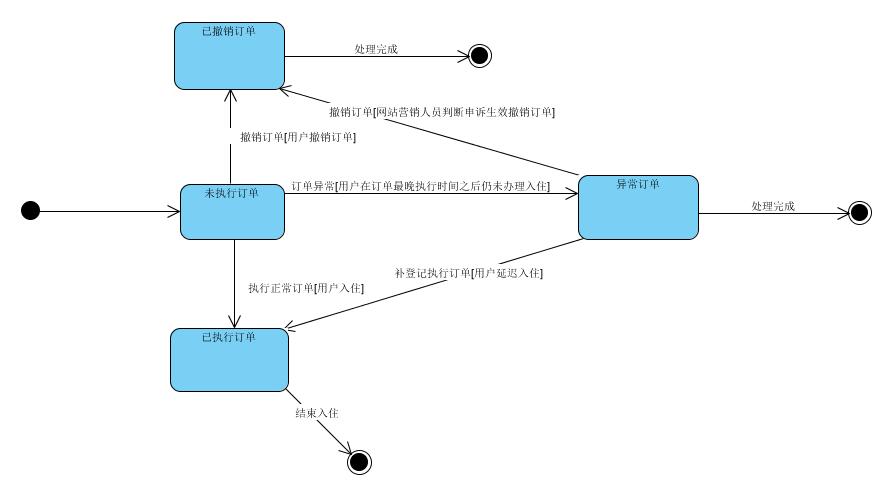 已撤销订单
处理完成
撤销订单[网站营销人员判断申诉生效撤销订单]
撤销订单[用户撤销订单]
未执行订单
订单异常[用户在订单最晚执行时间之后仍未办理入住]
异常订单
处理完成
补登记执行订单[用户延迟入住]
执行正常订单[用户入住]
已执行订单
结束入住